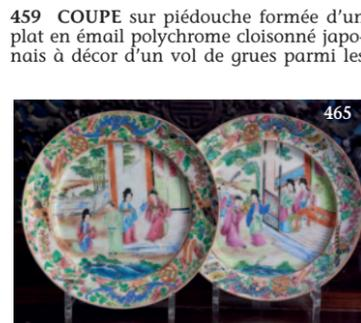 459 COUPE sur piédouche formée d'un
plat en émail polychrome cloisonné japo-
nais à décor d'un vol de grues parmi les
465